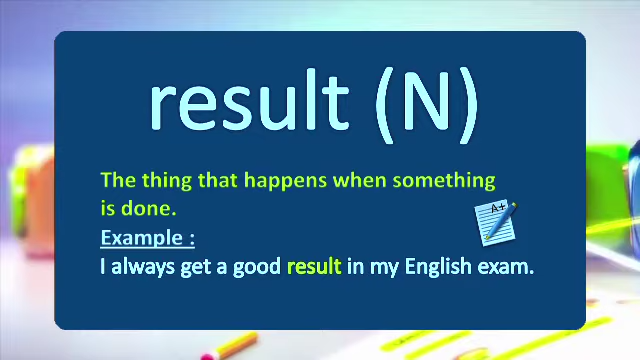 result (N)
The thing that happens when something
is done.
A+
Example :
I always get a good result in my English exam.